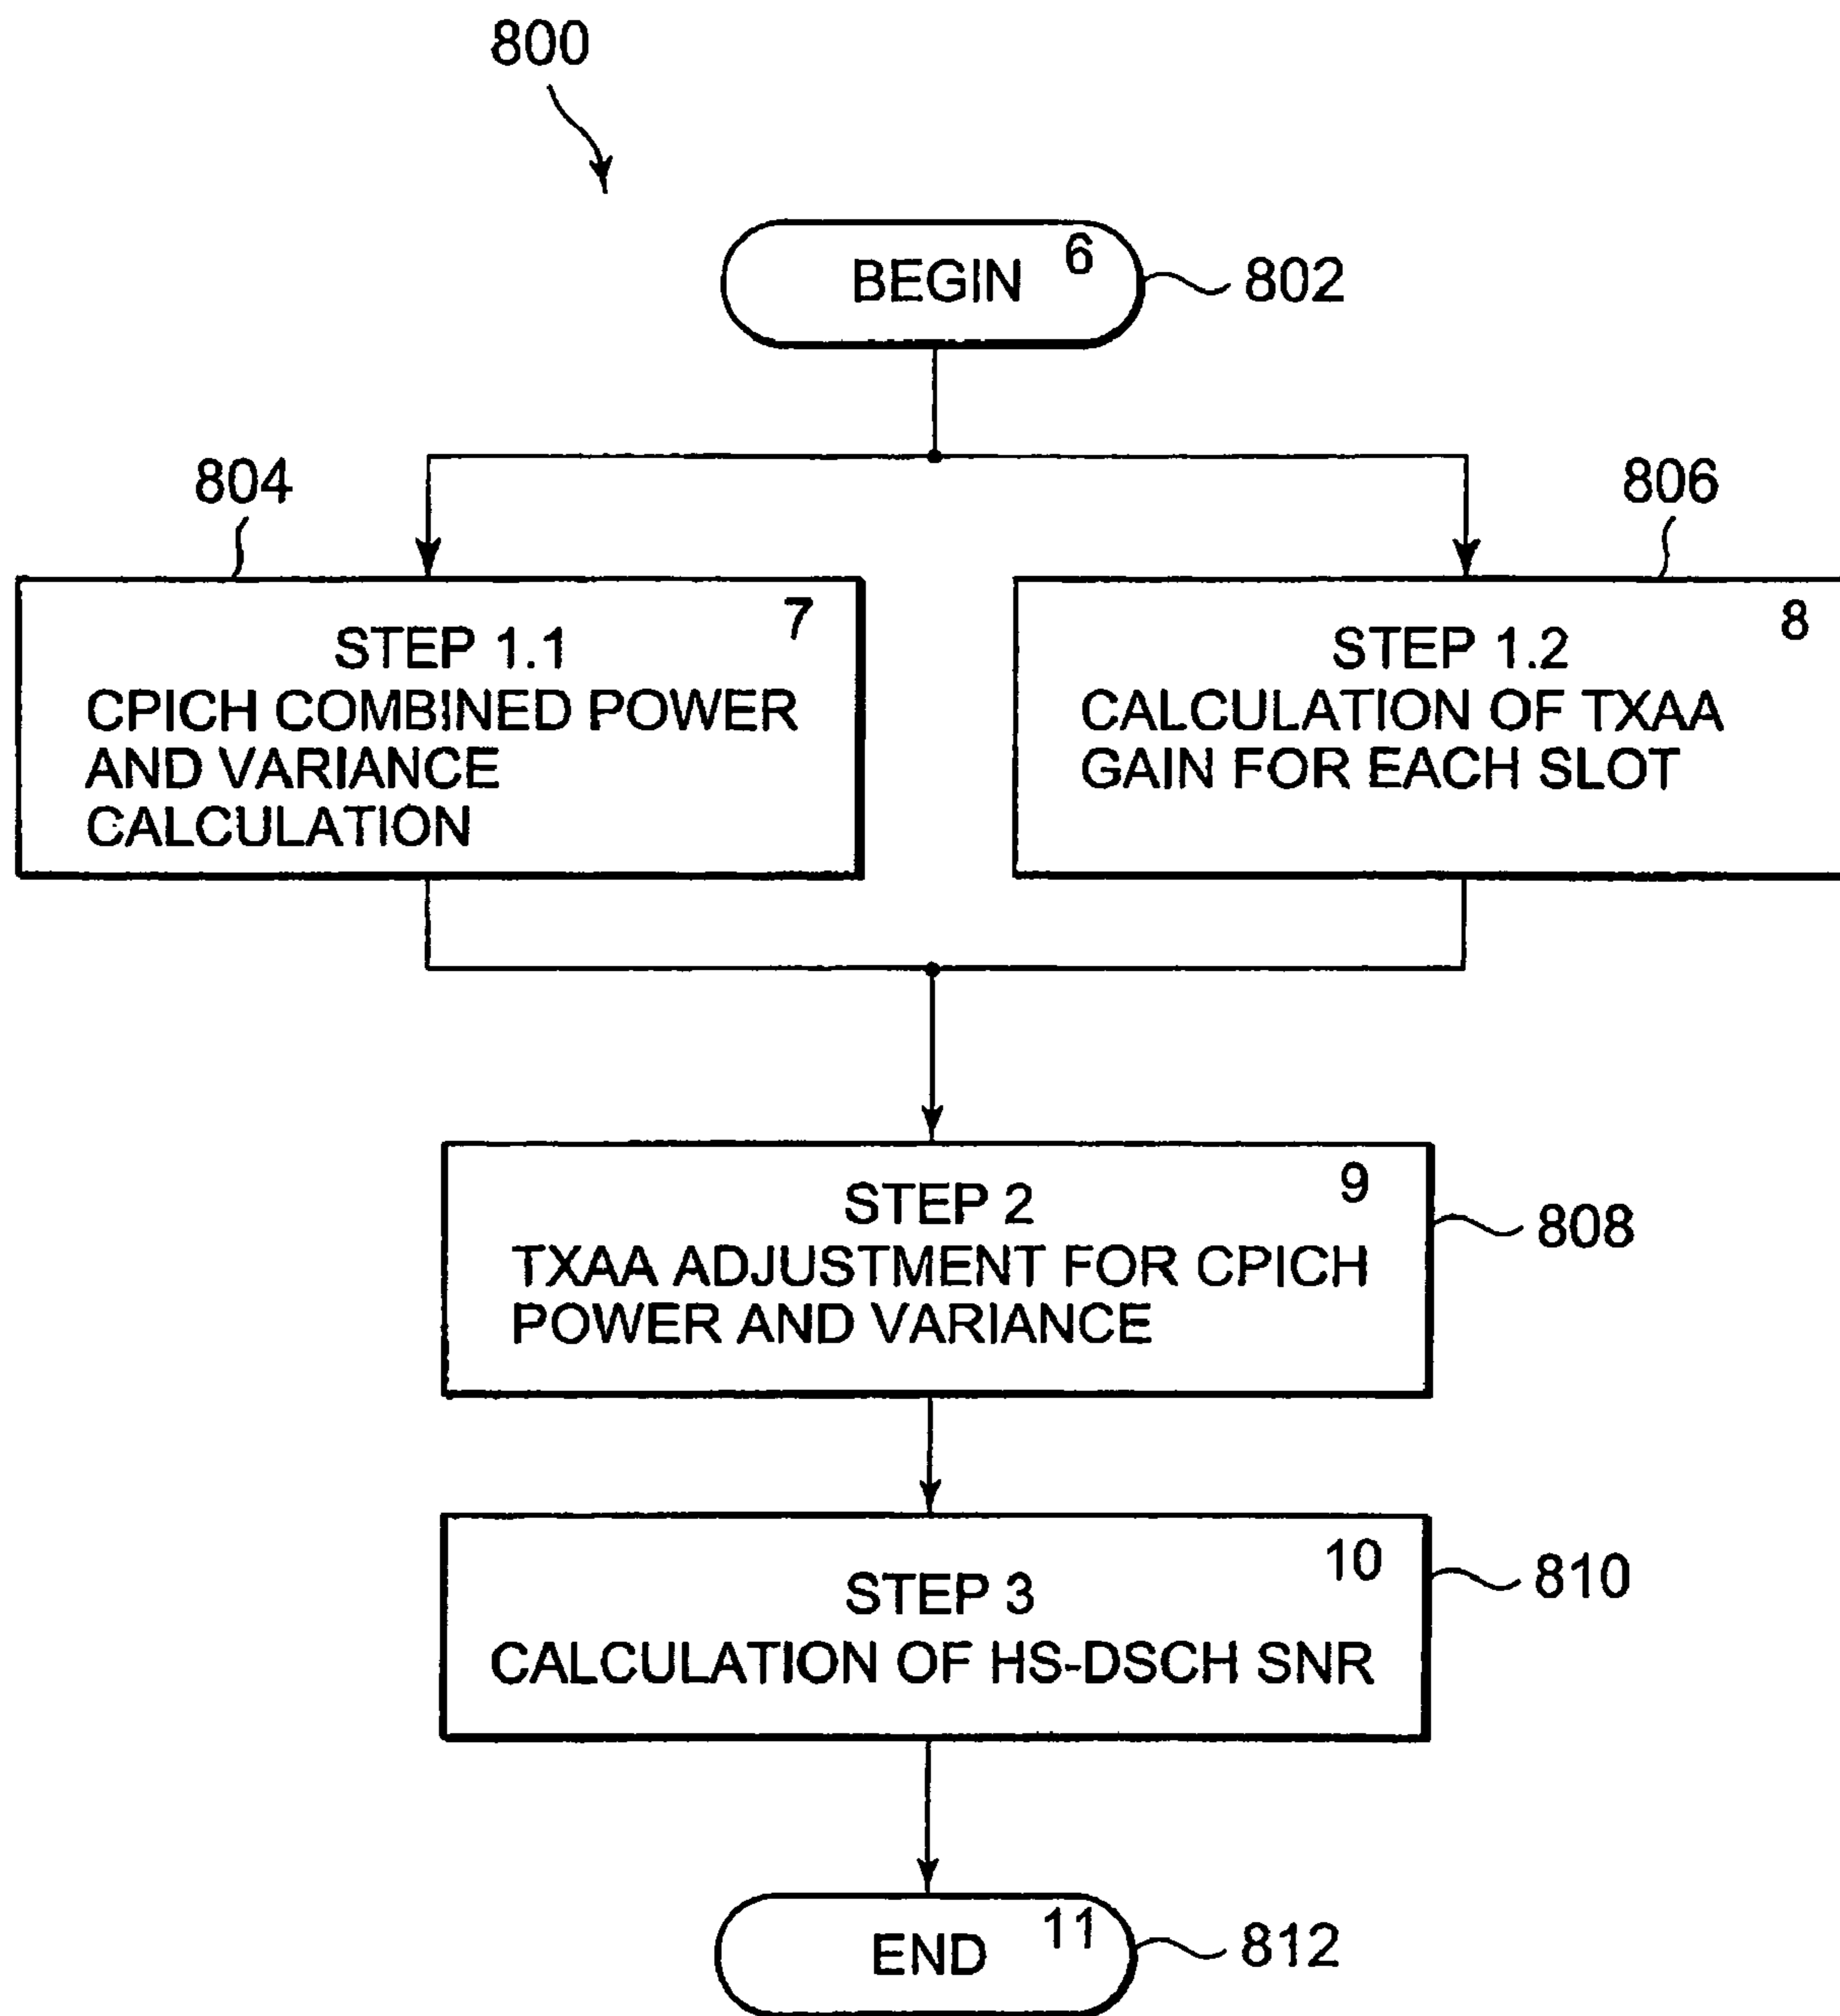 800
BEGIN 6
802
804
806
7
STEP 1.1
CPICH COMBINED POWER
AND VARIANCE
CALCULATION
8
STEP 1.2
CALCULATION OF TXAA
GAIN FOR EACH SLOT
9
STEP 2
TXAA ADJUSTMENT FOR CPICH
POWER AND VARIANCE
808
10
STEP 3
CALCULATION OF HS-DSCH SNR
810
END 11
812